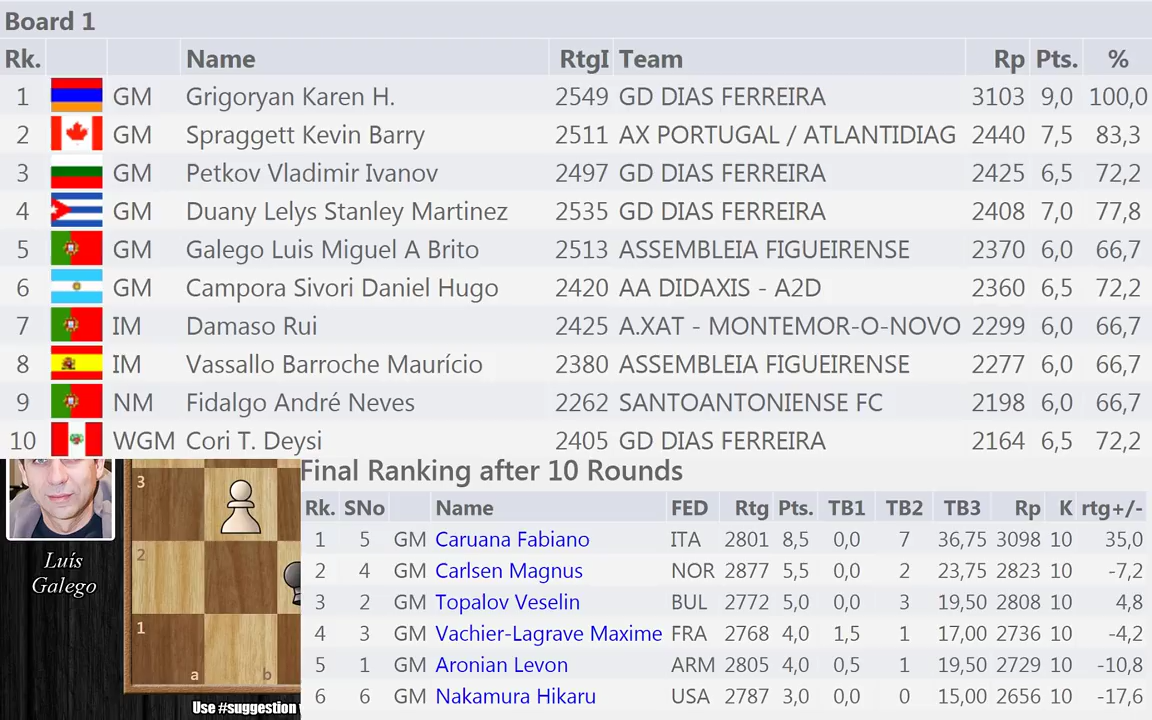 Board 1
Rk. Name RtgI Team Rp Pts. %
1 GM Grigoryan Karen H. 2549 GD DIAS FERREIRA 3103 9,0 100,0
2 GM Spraggett Kevin Barry 2511 AX PORTUGAL / ATLANTIDIAG 2440 7,5 83,3
3 GM Petkov Vladimir Ivanov 2497 GD DIAS FERREIRA 2425 6,5 72,2
4 GM Duany Lelys Stanley Martinez 2535 GD DIAS FERREIRA 2408 7,0 77,8
5 GM Galego Luis Miguel A Brito 2513 ASSEMBLEIA FIGUEIRENSE 2370 6,0 66,7
6 GM Campora Sivori Daniel Hugo 2420 AA DIDAXIS - A2D 2360 6,5 72,2
7 IM Damaso Rui 2425 A.XAT - MONTEMOR-O-NOVO 2299 6,0 66,7
8 IM Vassallo Barroche Maurício 2380 ASSEMBLEIA FIGUEIRENSE 2277 6,0 66,7
9 NM Fidalgo André Neves 2262 SANTOANTONIENSE FC 2198 6,0 66,7
10 WGM Cori T. Deysi 2405 GD DIAS FERREIRA 2164 6,5 72,2
Final Ranking after 10 Rounds
Rk. SNo Name FED Rtg Pts. TB1 TB2 TB3 Rp K rtg+/-
1 5 GM Caruana Fabiano ITA 2801 8,5 0,0 7 36,75 3098 10 35,0
2 4 GM Carlsen Magnus NOR 2877 5,5 0,0 2 23,75 2823 10 -7,2
3 2 GM Topalov Veselin BUL 2772 5,0 0,0 3 19,50 2808 10 4,8
4 3 GM Vachier-Lagrave Maxime FRA 2768 4,0 1,5 1 17,00 2736 10 -4,2
5 1 GM Aronian Levon ARM 2805 4,0 0,5 1 19,50 2729 10 -10,8
6 6 GM Nakamura Hikaru USA 2787 3,0 0,0 0 15,00 2656 10 -17,6
Luís
Galego
3
2
1
a b
Use #suggestion